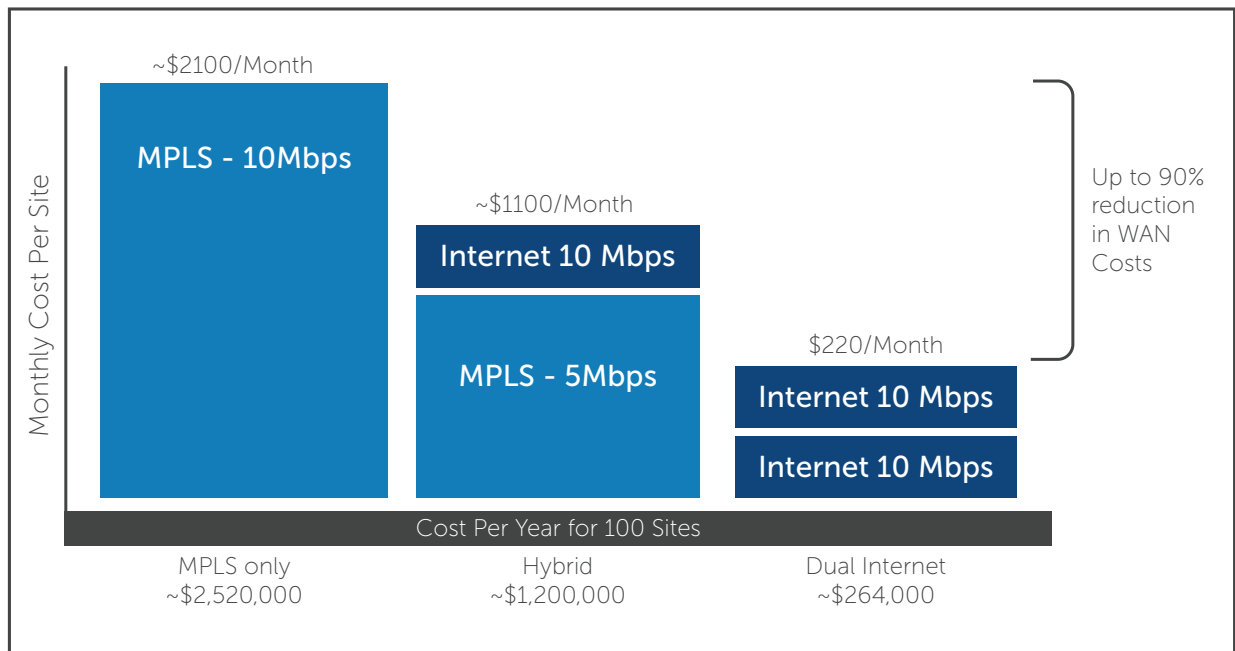 ~$2100/Month
MPLS - 10Mbps
~$1100/Month
Internet 10 Mbps
MPLS - 5Mbps
$220/Month
Internet 10 Mbps
Internet 10 Mbps
Up to 90%
reduction
in WAN
Costs
Monthly Cost Per Site
Cost Per Year for 100 Sites
MPLS only
~$2,520,000
Hybrid
~$1,200,000
Dual Internet
~$264,000